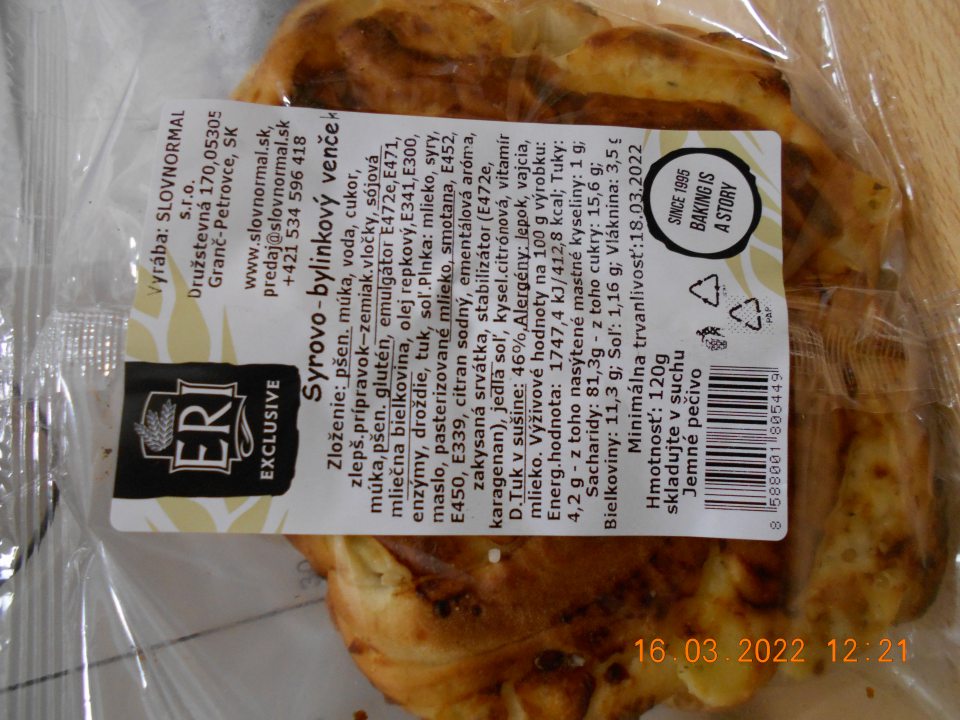 ERI
EXCLUSIVE
Vyrába: SLOVNORMAL
s.r.o.
Družstevná 170,05305
Granč-Petrovce, SK
www.slovnormal.sk,
predaj@slovnormal.sk
+421 534 596 418
Syrovo-bylinkový venček
Zloženie: pšen. múka, voda, cukor,
zlepš.prípravok–zemiak.vločky, sójová
múka,pšen. glutén, emulgátor E472e,E471,
mliečna bielkovina, olej repkový, E341,E300,
enzýmy, droždie, tuk, soľ.Plnka: mlieko, syry,
maslo, pasterizované mlieko, smotana, E452,
E450, E339, citran sodný, ementálová aróma,
zakysaná srvátka, stabilizátor (E472e,
karagenan), jedlá soľ, kysel.citrónová, vitamín
D.Tuk v sušine: 46%,Alergény: lepok, vajcia,
mlieko. Výživové hodnoty na 100 g výrobku:
Energ.hodnota: 1747,4 kJ/412,8 kcal; Tuky:
4,2 g - z toho nasýtené mastné kyseliny: 1 g;
Sacharidy: 81,3g - z toho cukry: 15,6 g;
Bielkoviny: 11,3 g; Soľ: 1,16 g; Vláknina: 3,5 g
Minimálna trvanlivosť:18.03.2022
Hmotnosť: 120g
skladujte v suchu
Jemné pečivo
SINCE 1995
BAKING IS
A STORY
PAP
8 588001 805449
16.03.2022 12:21